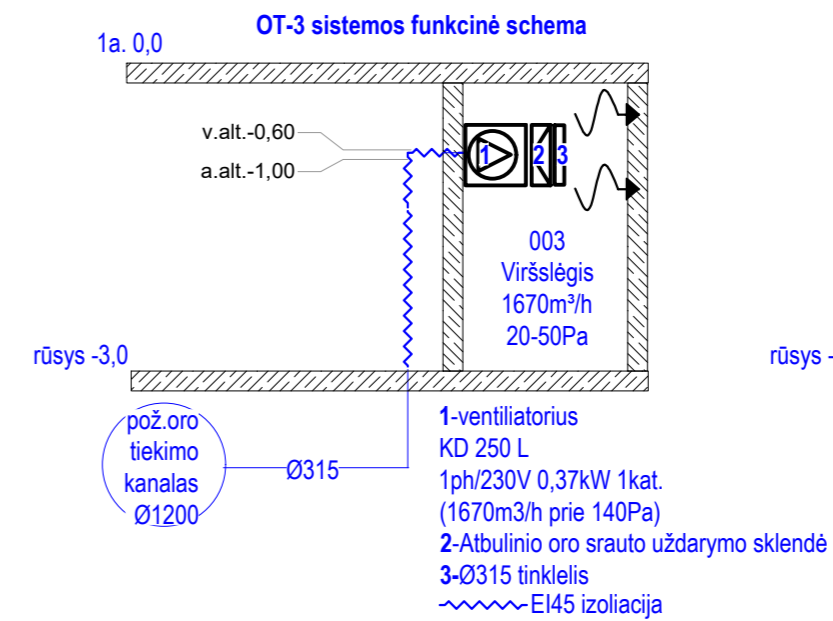 OT-3 sistemos funkcinė schema
1a. 0,0
v.alt.-0,60
a.alt.-1,00
1
2
3
003
Viršslėgis
1670m³/h
20-50Pa
rūsys -3,0
rūsys -
pož.oro
tiekimo
kanalas
Ø1200
Ø315
1-ventiliatorius
KD 250 L
1ph/230V 0,37kW 1kat.
(1670m3/h prie 140Pa)
2-Atbulinio oro srauto uždarymo sklendė
3-Ø315 tinklelis
EI45 izoliacija